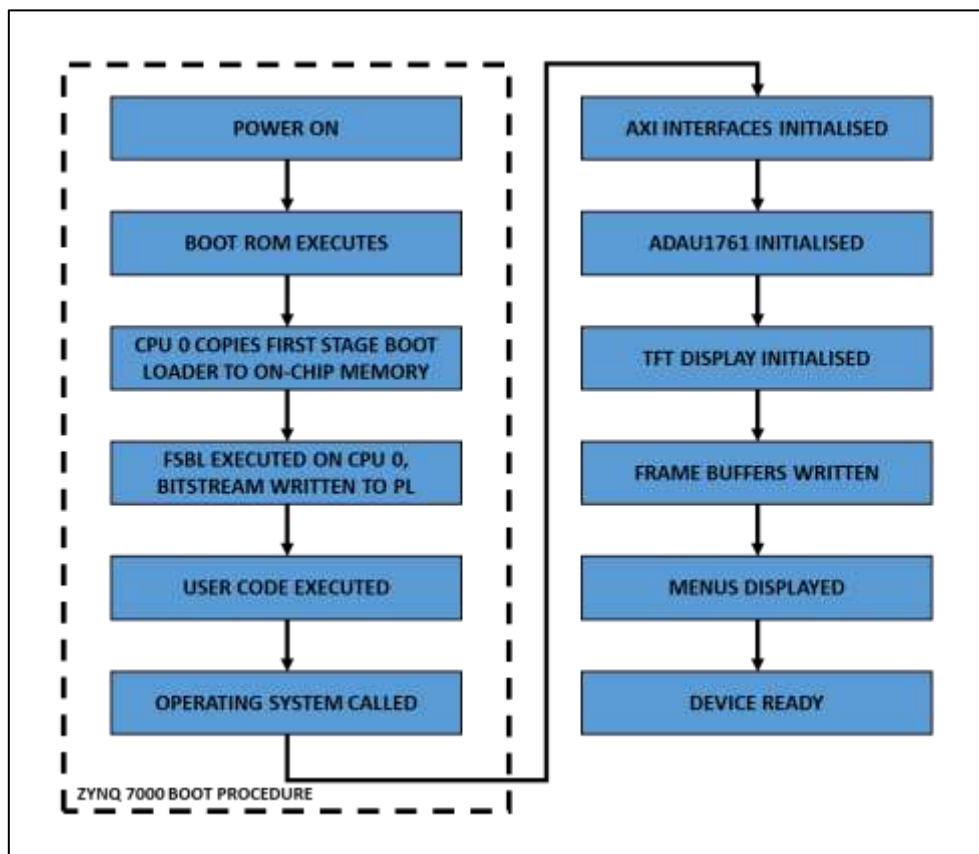 POWER ON
BOOT ROM EXECUTES
CPU 0 COPIES FIRST STAGE BOOT
LOADER TO ON-CHIP MEMORY
FSBL EXECUTED ON CPU 0,
BITSTREAM WRITTEN TO PL
USER CODE EXECUTED
OPERATING SYSTEM CALLED
ZYNQ 7000 BOOT PROCEDURE
AXI INTERFACES INITIALISED
ADAU1761 INITIALISED
TFT DISPLAY INITIALISED
FRAME BUFFERS WRITTEN
MENUS DISPLAYED
DEVICE READY